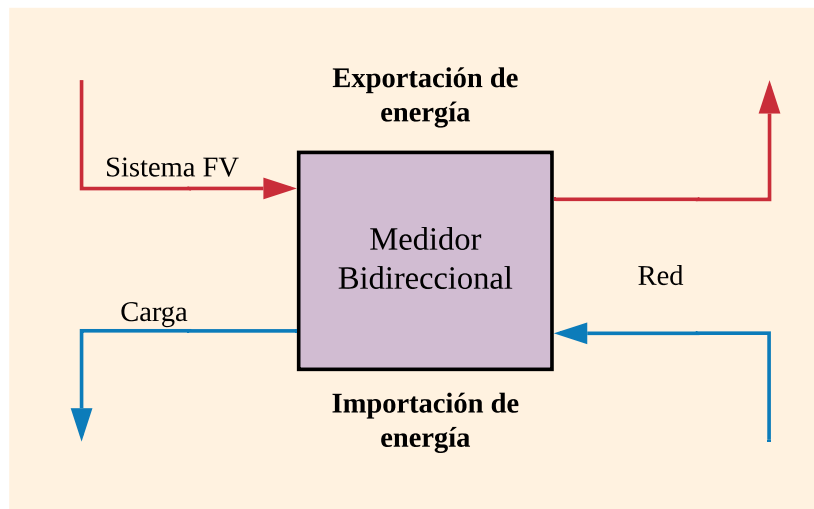 Exportación de
energía
Sistema FV
Medidor
Bidireccional
Red
Carga
Importación de
energía